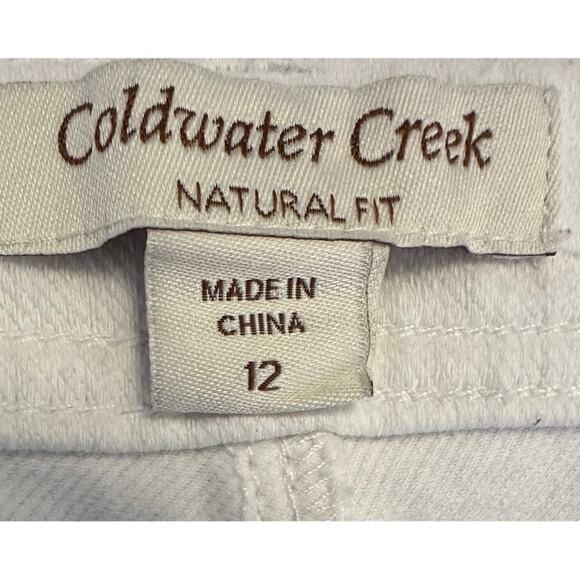 Coldwater Creek
NATURAL FIT
MADE IN
CHINA
12